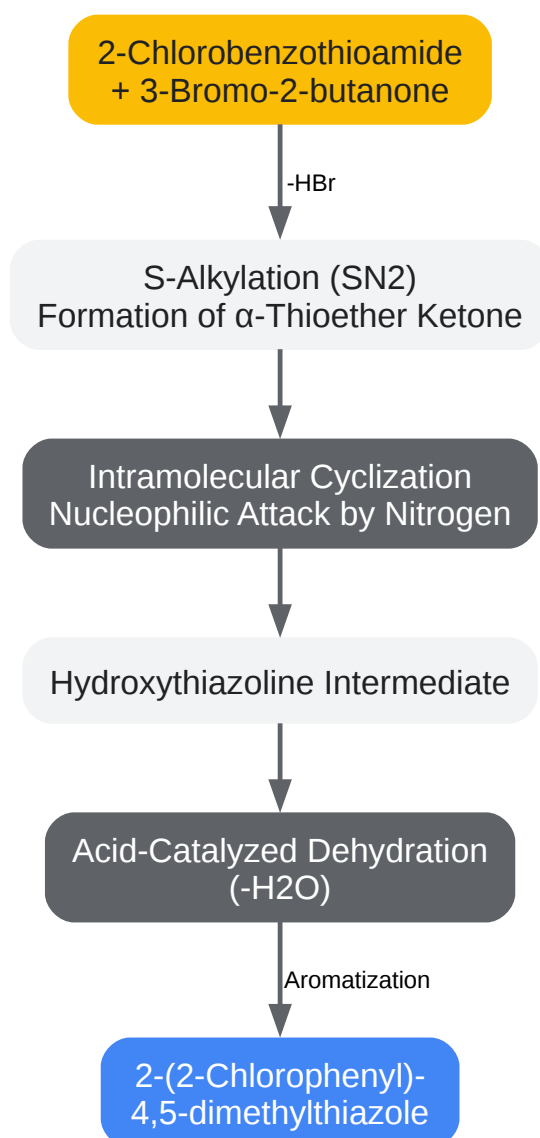 2-Chlorobenzothioamide
+ 3-Bromo-2-butanone
-HBr
S-Alkylation (SN2)
Formation of α-Thioether Ketone
Intramolecular Cyclization
Nucleophilic Attack by Nitrogen
Hydroxythiazoline Intermediate
Acid-Catalyzed Dehydration
(-H2O)
Aromatization
2-(2-Chlorophenyl)-
4,5-dimethylthiazole